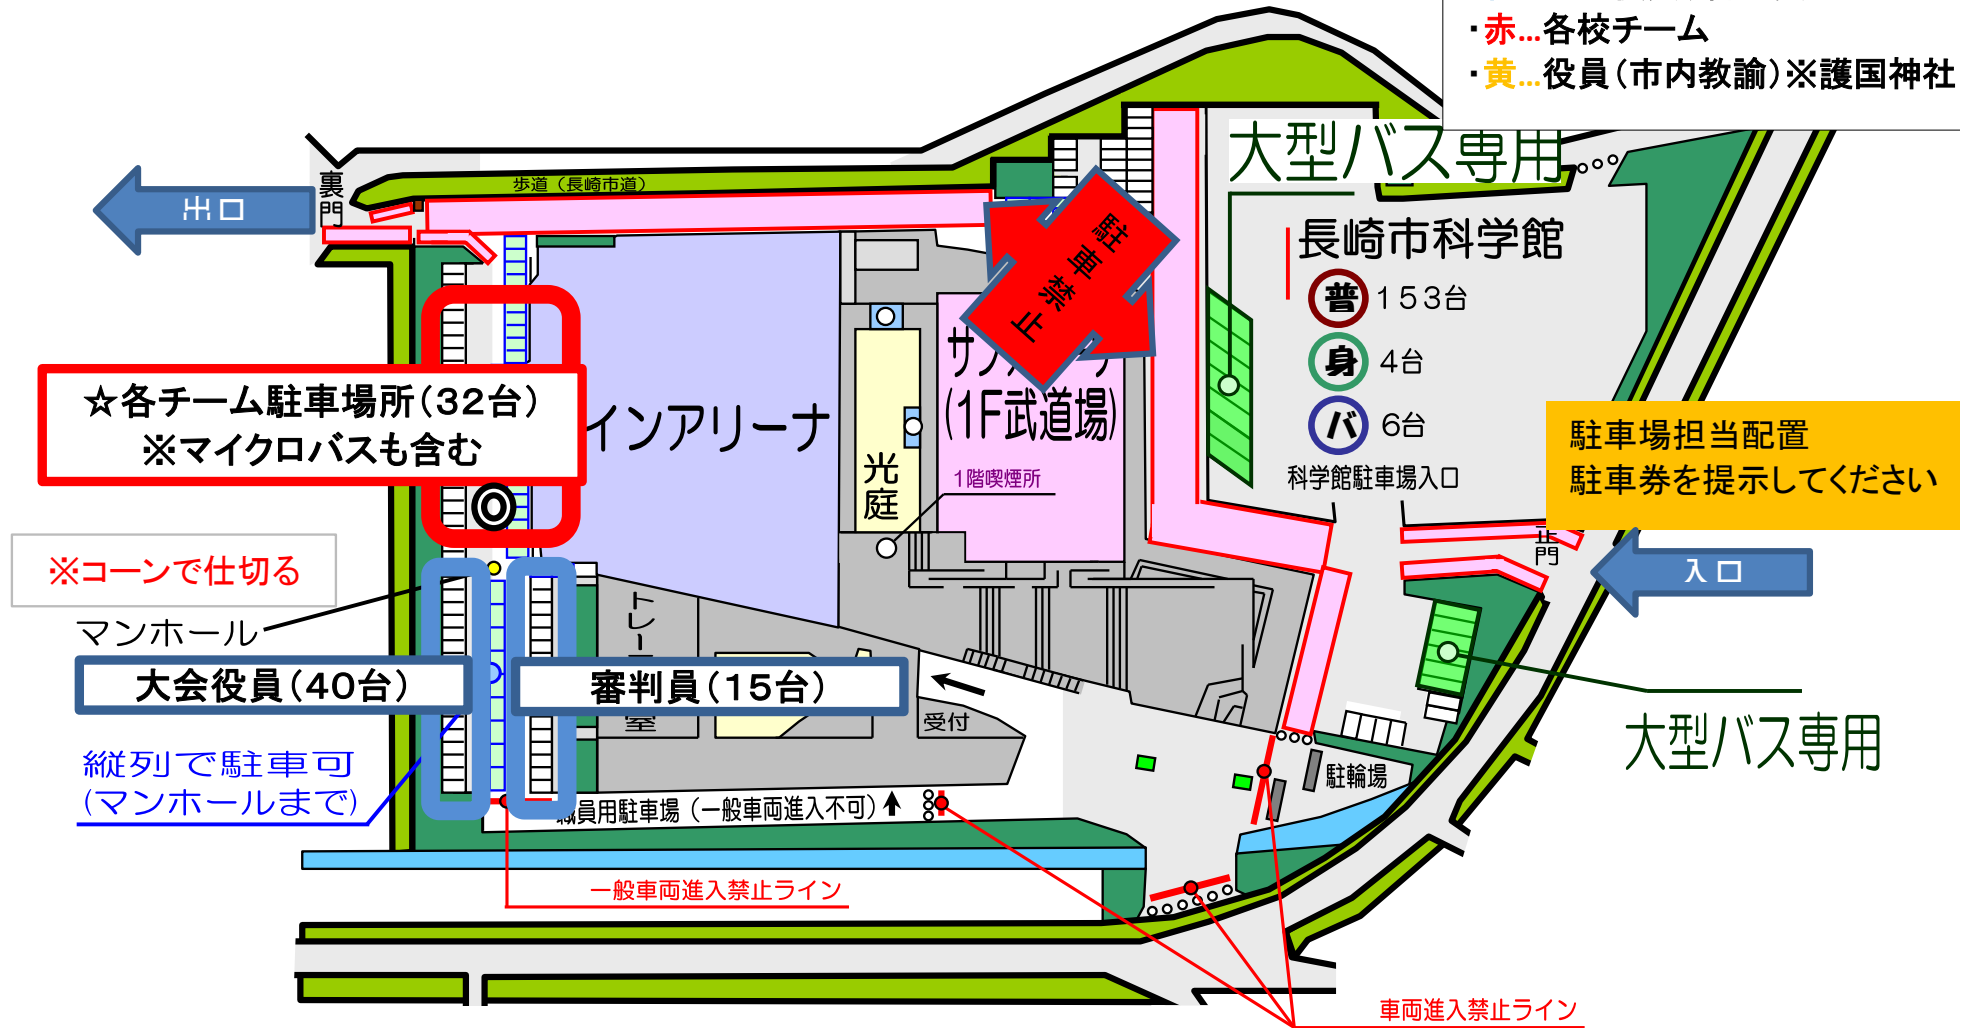 ・赤…各校チーム
・黄…役員(市内教諭)※護国神社
大型バス専用
歩道（長崎市道）
裏門
出口
駐車禁止
長崎市科学館
普 153台
身 4台
バ 6台
科学館駐車場入口
☆各チーム駐車場所(32台)
※マイクロバスも含む
インアリーナ
(1F武道場)
光庭
1階喫煙所
駐車場担当配置
駐車券を提示してください
正門
入口
※コーンで仕切る
マンホール
大会役員(40台)
審判員(15台)
トレー
室
受付
縦列で駐車可
(マンホールまで)
大型バス専用
駐輪場
職員用駐車場（一般車両進入不可）
一般車両進入禁止ライン
車両進入禁止ライン